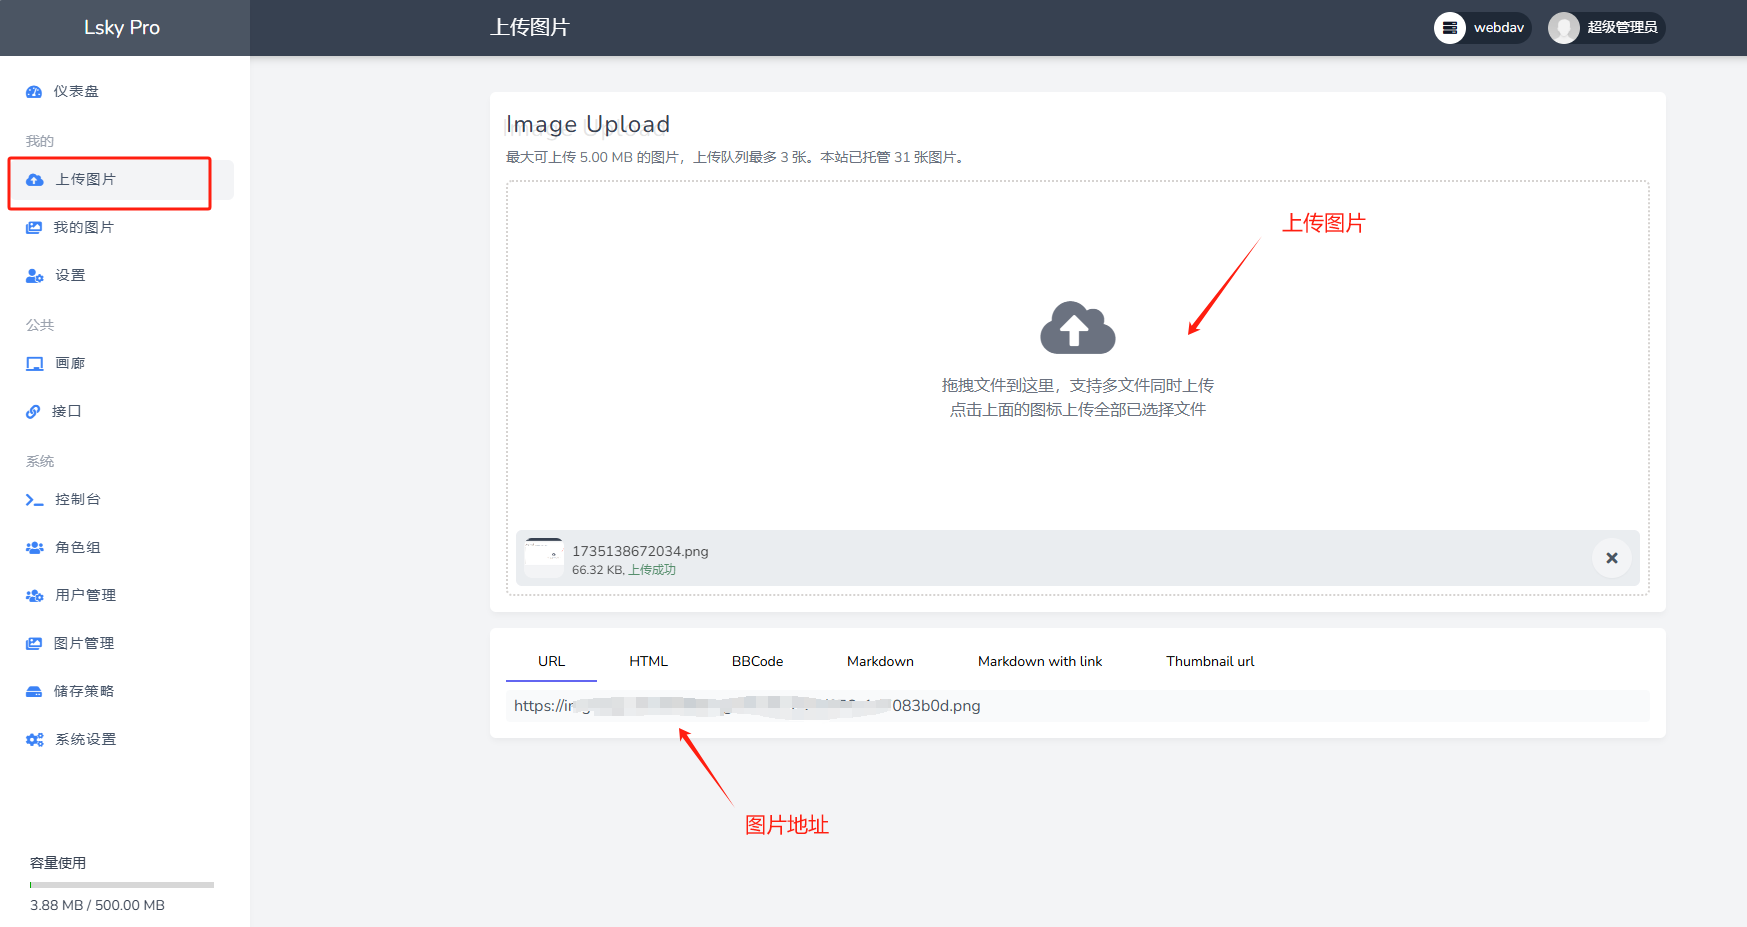 Lsky Pro
上传图片
webdav
超级管理员
仪表盘
我的
上传图片
我的图片
设置
公共
画廊
接口
系统
控制台
角色组
用户管理
图片管理
储存策略
系统设置
容量使用
3.88 MB / 500.00 MB
Image Upload
最大可上传 5.00 MB 的图片，上传队列最多 3 张。本站已托管 31 张图片。
上传图片
拖拽文件到这里，支持多文件同时上传
点击上面的图标上传全部已选择文件
1735138672034.png
66.32 KB, 上传成功
URL
HTML
BBCode
Markdown
Markdown with link
Thumbnail url
https://i
083b0d.png
图片地址